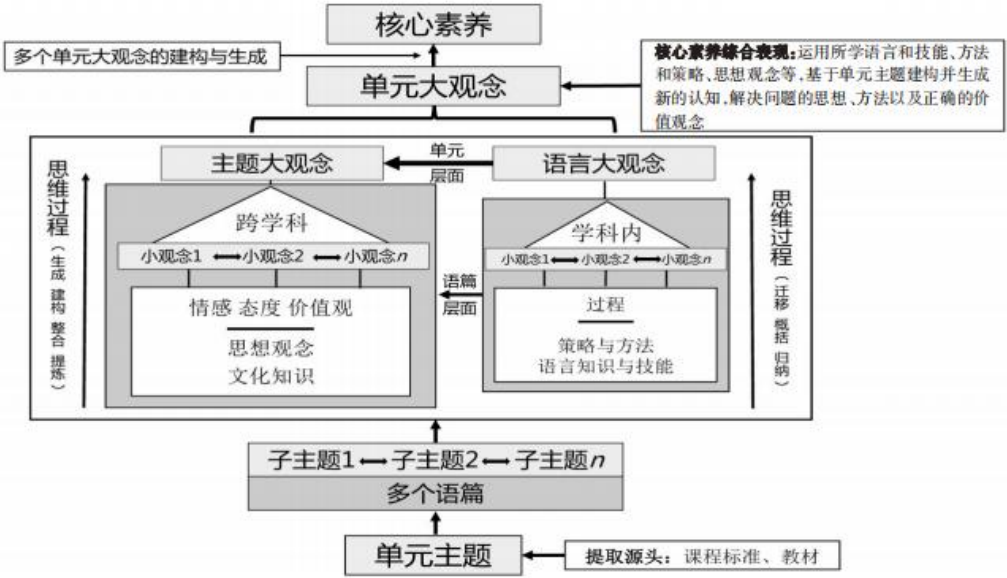 核心素养
多个单元大观念的建构与生成
单元大观念
核心素养综合表现:运用所学语言和技能、方法
和策略、思想观念等,基于单元主题建构并生成
新的认知,解决问题的思想、方法以及正确的价
值观念
主题大观念
单元
层面
语言大观念
思维过程
(生成 建构 整合 提炼)
跨学科
小观念1
小观念2
小观念n
情感 态度 价值观
思想观念
文化知识
语篇
层面
学科内
小观念1
小观念2
小观念n
过程
策略与方法
语言知识与技能
思维过程
(迁移 概括 归纳)
子主题1
子主题2
子主题n
多个语篇
单元主题
提取源头：课程标准、教材